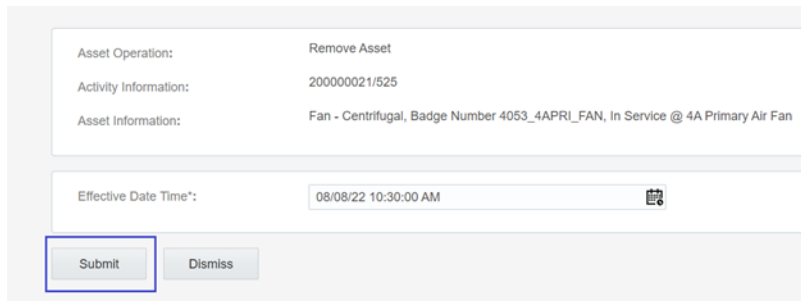 Asset Operation: Remove Asset
Activity Information: 200000021/525
Asset Information: Fan - Centrifugal, Badge Number 4053_4APRI_FAN, In Service @ 4A Primary Air Fan
Effective Date Time*: 08/08/22 10:30:00 AM
Submit Dismiss